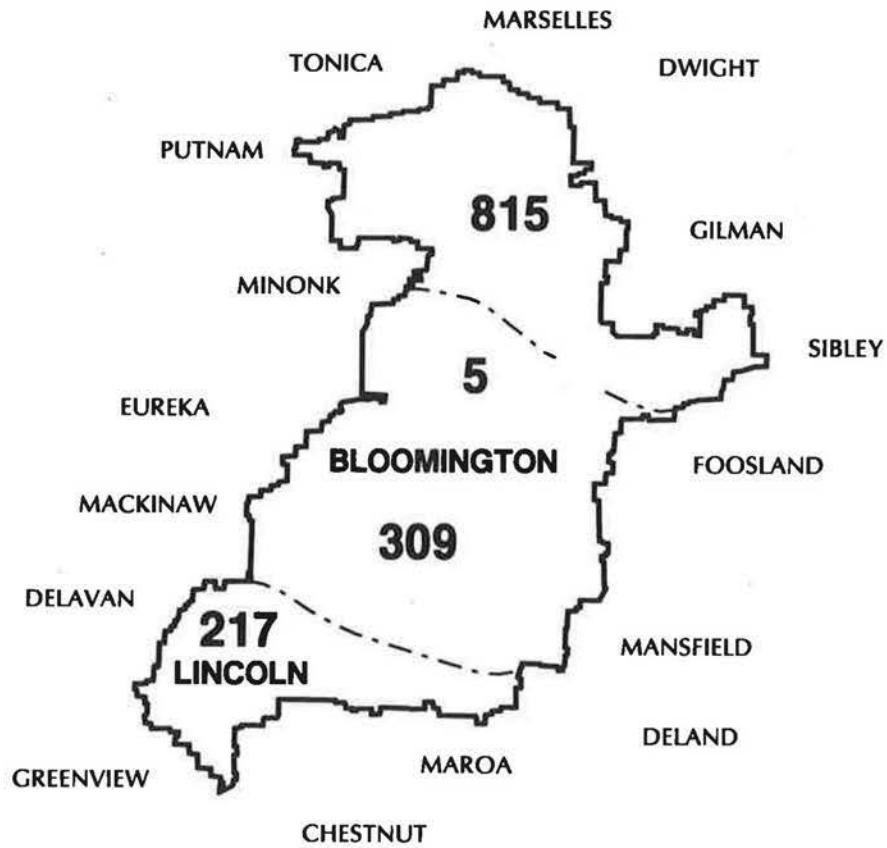 MARSELLES
TONICA
DWIGHT
PUTNAM
815
GILMAN
MINONK
SIBLEY
5
EUREKA
BLOOMINGTON
FOOSLAND
MACKINAW
309
DELAVAN
217
LINCOLN
MANSFIELD
DELAND
MAROA
GREENVIEW
CHESTNUT